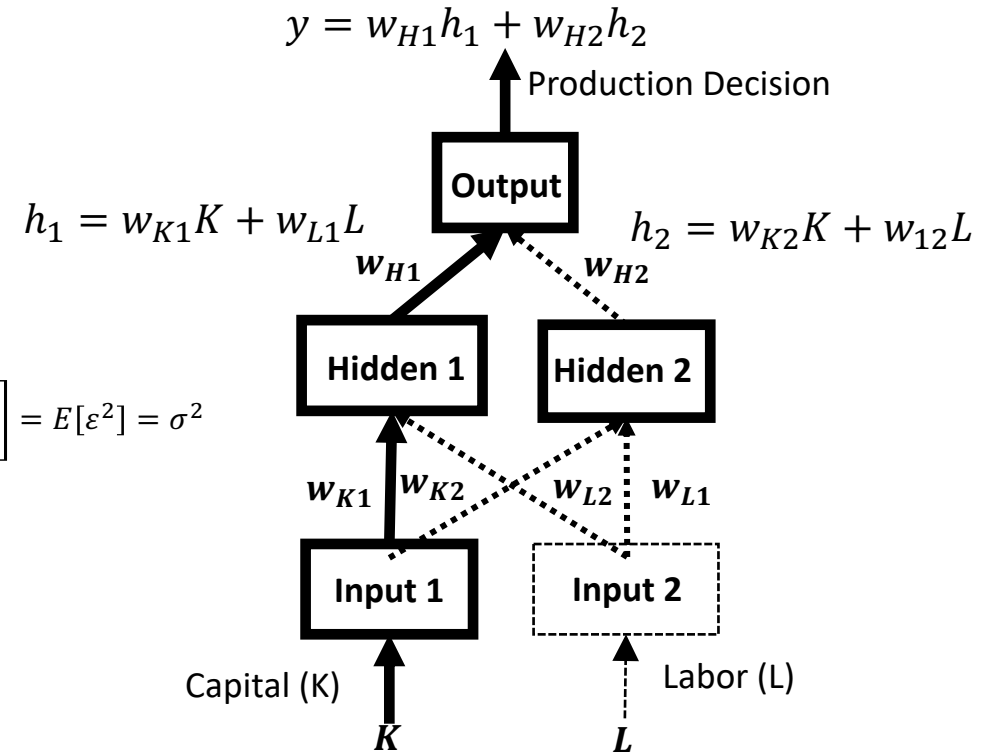 y = w_{H1}h_1 + w_{H2}h_2
Production Decision
Output
h_1 = w_{K1}K + w_{L1}L
h_2 = w_{K2}K + w_{12}L
w_{H1}
w_{H2}
Hidden 1
Hidden 2
] = E[ε^2] = σ^2
w_{K1}
w_{K2}
w_{L2}
w_{L1}
Input 1
Input 2
Capital (K)
Labor (L)
K
L